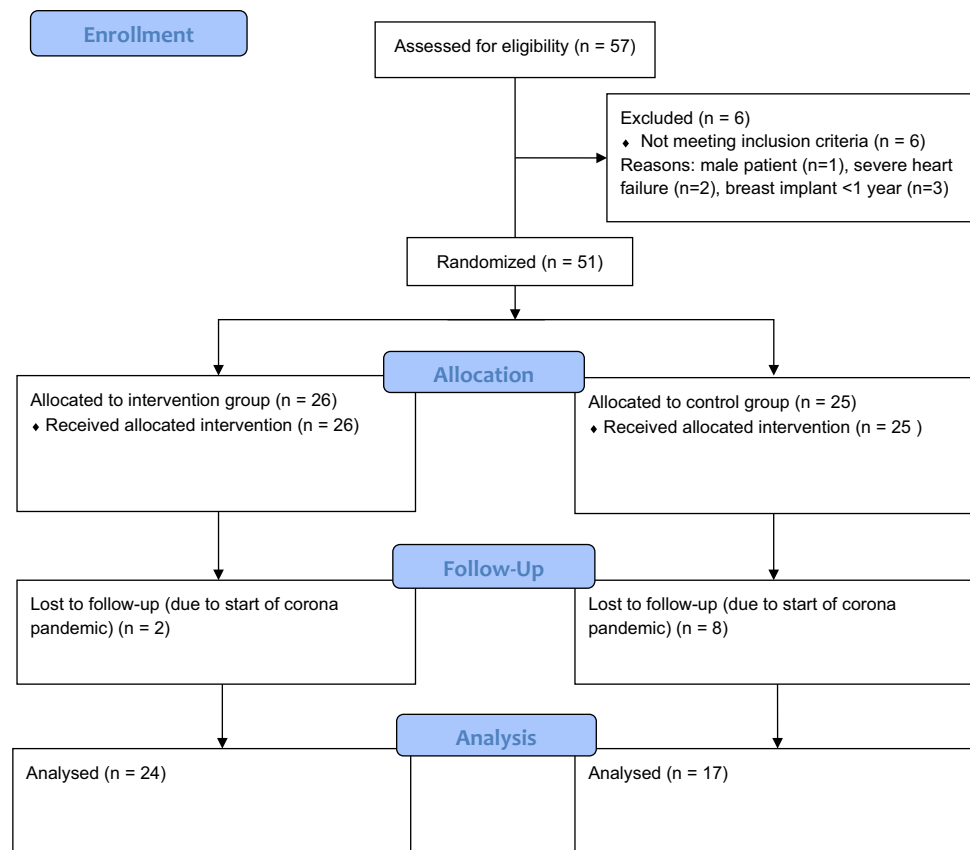 Enrollment
Assessed for eligibility (n = 57)
Excluded (n = 6)
⬧ Not meeting inclusion criteria (n = 6)
Reasons: male patient (n=1), severe heart
failure (n=2), breast implant <1 year (n=3)
Randomized (n = 51)
Allocation
Allocated to intervention group (n = 26)
⬧ Received allocated intervention (n = 26)
Allocated to control group (n = 25)
⬧ Received allocated intervention (n = 25 )
Follow-Up
Lost to follow-up (due to start of corona
pandemic) (n = 2)
Lost to follow-up (due to start of corona
pandemic) (n = 8)
Analysis
Analysed (n = 24)
Analysed (n = 17)